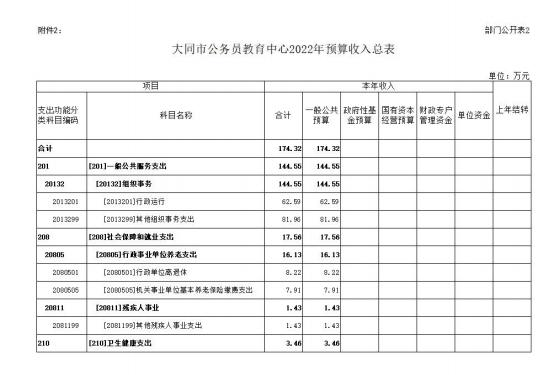 附件2: 部门公开表2
大同市公务员教育中心2022年预算收入总表
单位：万元
项目 本年收入 上年结转
支出功能分类科目编码 科目名称 合计 一般公共预算 政府性基金预算 国有资本经营预算 财政专户管理资金 单位资金
合计 174.32 174.32
201 [201]一般公共服务支出 144.55 144.55
20132 [20132]组织事务 144.55 144.55
2013201 [2013201]行政运行 62.59 62.59
2013299 [2013299]其他组织事务支出 81.96 81.96
208 [208]社会保障和就业支出 17.56 17.56
20805 [20805]行政事业单位养老支出 16.13 16.13
2080501 [2080501]行政单位离退休 8.22 8.22
2080505 [2080505]机关事业单位基本养老保险缴费支出 7.91 7.91
20811 [20811]残疾人事业 1.43 1.43
2081199 [2081199]其他残疾人事业支出 1.43 1.43
210 [210]卫生健康支出 3.46 3.46